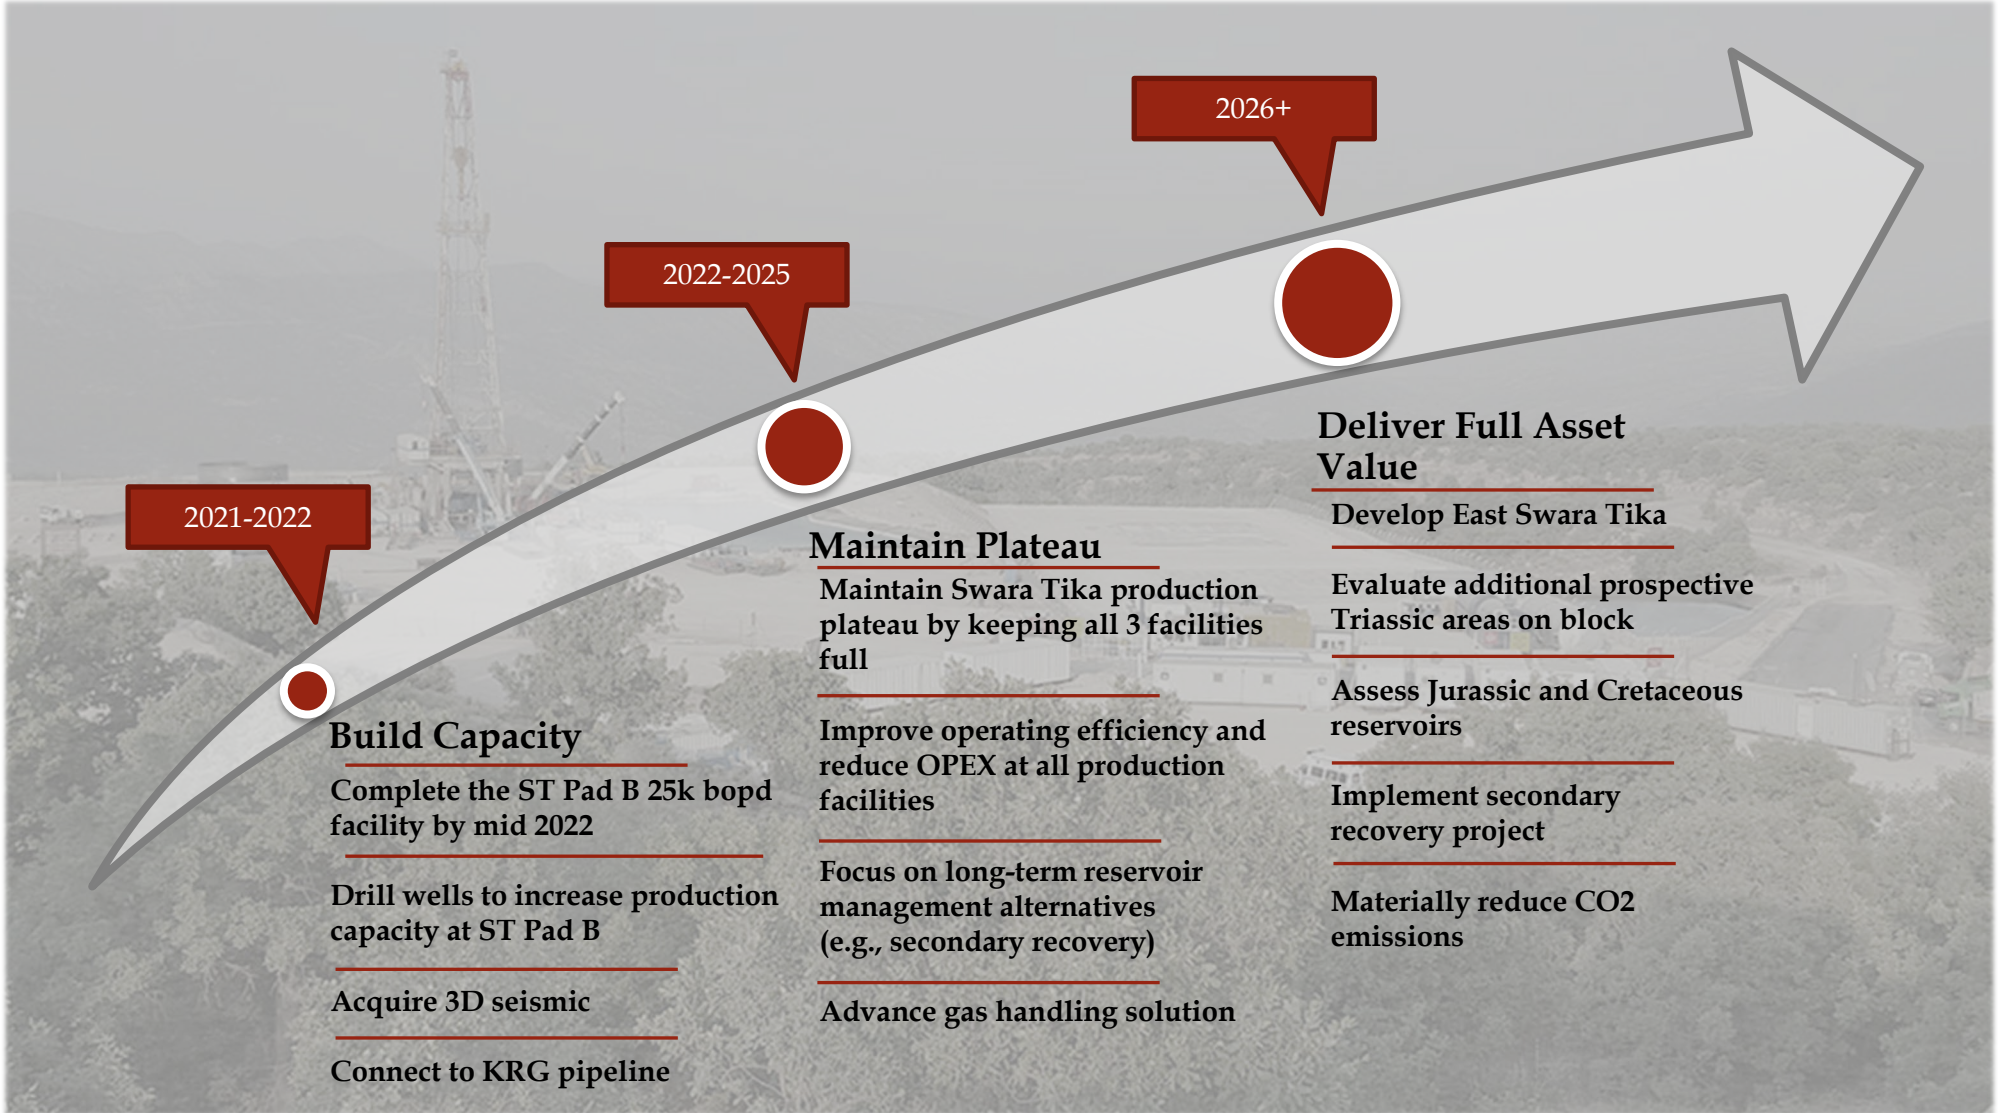 2021-2022
Build Capacity
Complete the ST Pad B 25k bopd
facility by mid 2022
Drill wells to increase production
capacity at ST Pad B
Acquire 3D seismic
Connect to KRG pipeline
2022-2025
Maintain Plateau
Maintain Swara Tika production
plateau by keeping all 3 facilities
full
Improve operating efficiency and
reduce OPEX at all production
facilities
Focus on long-term reservoir
management alternatives
(e.g., secondary recovery)
Advance gas handling solution
2026+
Deliver Full Asset
Value
Develop East Swara Tika
Evaluate additional prospective
Triassic areas on block
Assess Jurassic and Cretaceous
reservoirs
Implement secondary
recovery project
Materially reduce CO2
emissions